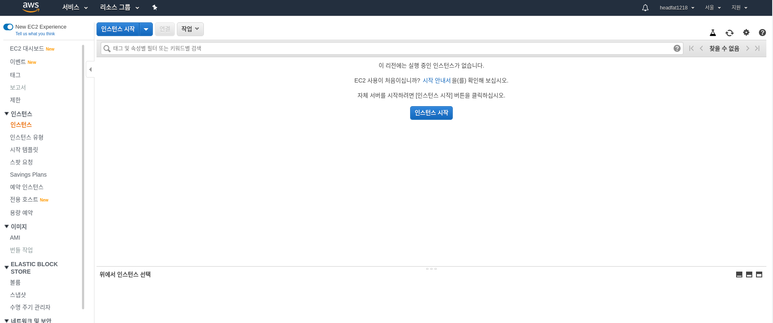 aws
서비스
리소스 그룹
headfat1218
서울
지원
New EC2 Experience
Tell us what you think
EC2 대시보드 New
이벤트 New
태그
보고서
제한
인스턴스
인스턴스
인스턴스 유형
시작 템플릿
스팟 요청
Savings Plans
예약 인스턴스
전용 호스트 New
용량 예약
이미지
AMI
번들 작업
ELASTIC BLOCK
STORE
볼륨
스냅샷
수명 주기 관리자
네트워크 및 보안
인스턴스 시작
연결
작업
태그 및 속성별 필터 또는 키워드별 검색
찾을 수 없음
이 리전에는 실행 중인 인스턴스가 없습니다.
EC2 사용이 처음이십니까? 시작 안내서을(를) 확인해 보십시오.
자체 서버를 시작하려면 [인스턴스 시작] 버튼을 클릭하십시오.
인스턴스 시작
위에서 인스턴스 선택